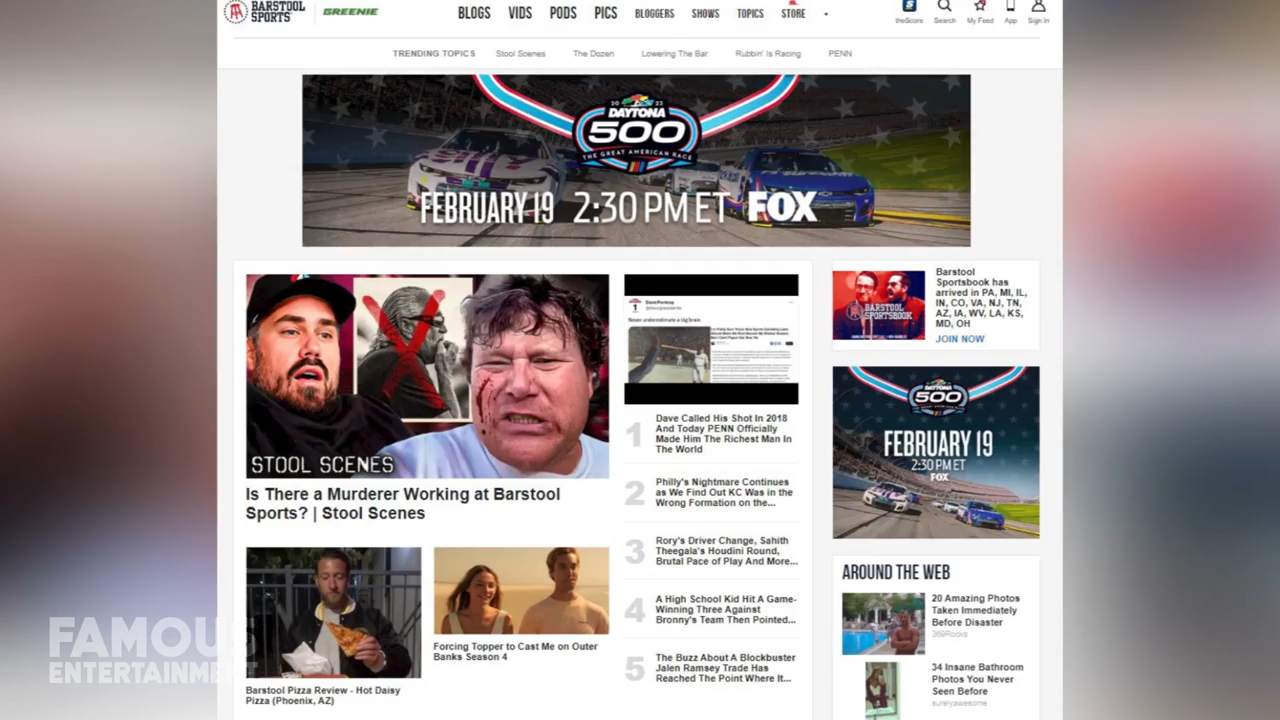 BARSTOOL
SPORTS
GREENIE
BLOGS VIDS PODS PICS BLOGGERS SHOWS TOPICS STORE
theScore Search My Feed App Sign In
TRENDING TOPICS Stool Scenes The Dozen Lowering The Bar Rubbin' Is Racing PENN
20 23
DAYTONA
500
THE GREAT AMERICAN RACE
FEBRUARY 19 2:30 PM ET FOX
STOOL SCENES
Is There a Murderer Working at Barstool
Sports? | Stool Scenes
Barstool Pizza Review - Hot Daisy
Pizza (Phoenix, AZ)
Forcing Topper to Cast Me on Outer
Banks Season 4
Dave Portnoy
Never underestimate a big brain.
1
Dave Called His Shot In 2018
And Today PENN Officially
Made Him The Richest Man In
The World
2
Philly's Nightmare Continues
as We Find Out KC Was in the
Wrong Formation on the...
3
Rory's Driver Change, Sahith
Theegala's Houdini Round,
Brutal Pace of Play And More...
4
A High School Kid Hit A Game-
Winning Three Against
Bronny's Team Then Pointed...
5
The Buzz About A Blockbuster
Jalen Ramsey Trade Has
Reached The Point Where It...
BARSTOOL
SPORTSBOOK
Barstool
Sportsbook has
arrived in PA, MI, IL,
IN, CO, VA, NJ, TN,
AZ, IA, WV, LA, KS,
MD, OH
JOIN NOW
DAYTONA
500
FEBRUARY 19
2:30 PM ET
FOX
AROUND THE WEB
20 Amazing Photos
Taken Immediately
Before Disaster
369Rocks
34 Insane Bathroom
Photos You Never
Seen Before
surelyawesome
FAMOUS
ENTERTAINMENT